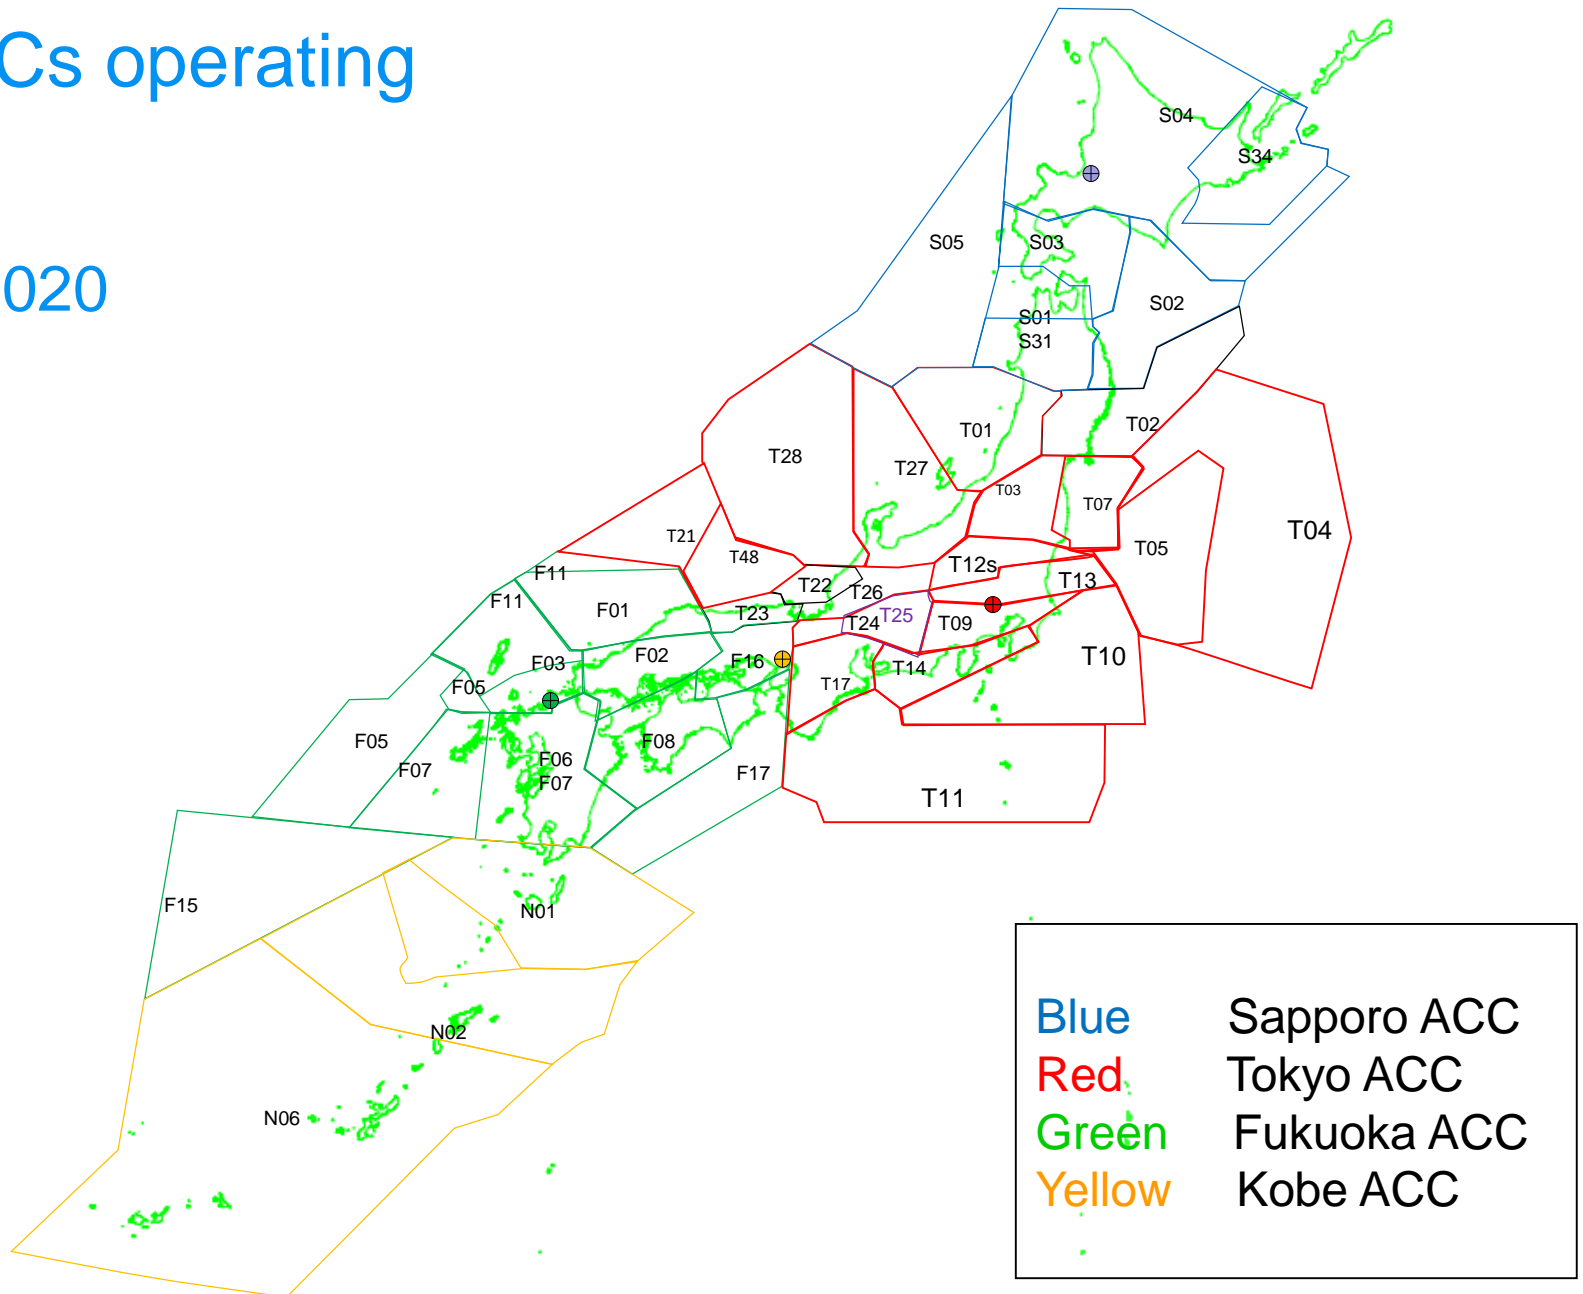 Cs operating
020
S04
S34
S05
S03
S02
S01
S31
T02
T01
T28
T27
T03
T07
T04
T05
T21
T48
T12s
T13
T22
T26
T23
T24
T25
T09
T14
T10
T17
T11
F11
F11
F01
F03
F02
F16
F05
F05
F07
F06
F07
F08
F17
F15
N01
N02
N06
Blue Sapporo ACC
Red Tokyo ACC
Green Fukuoka ACC
Yellow Kobe ACC